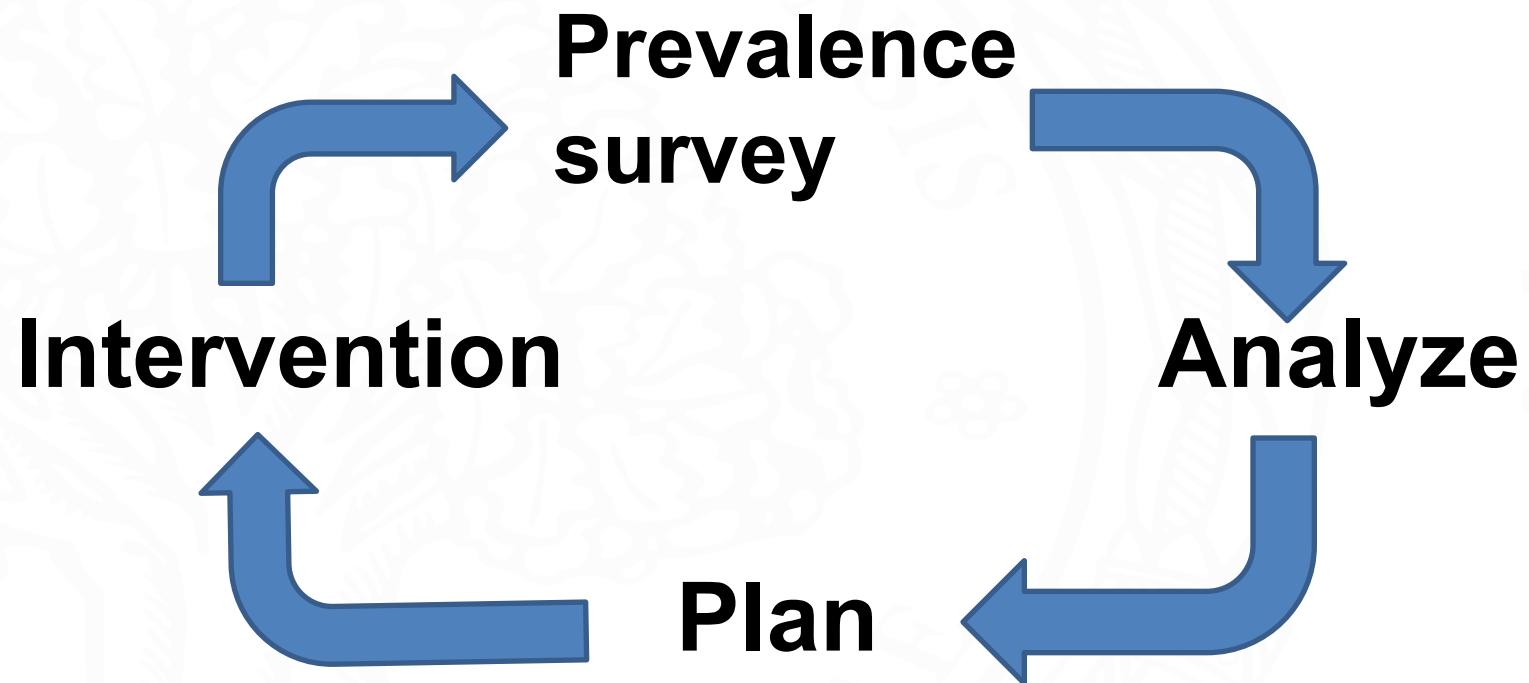 Prevalence
survey
Analyze
Plan
Intervention